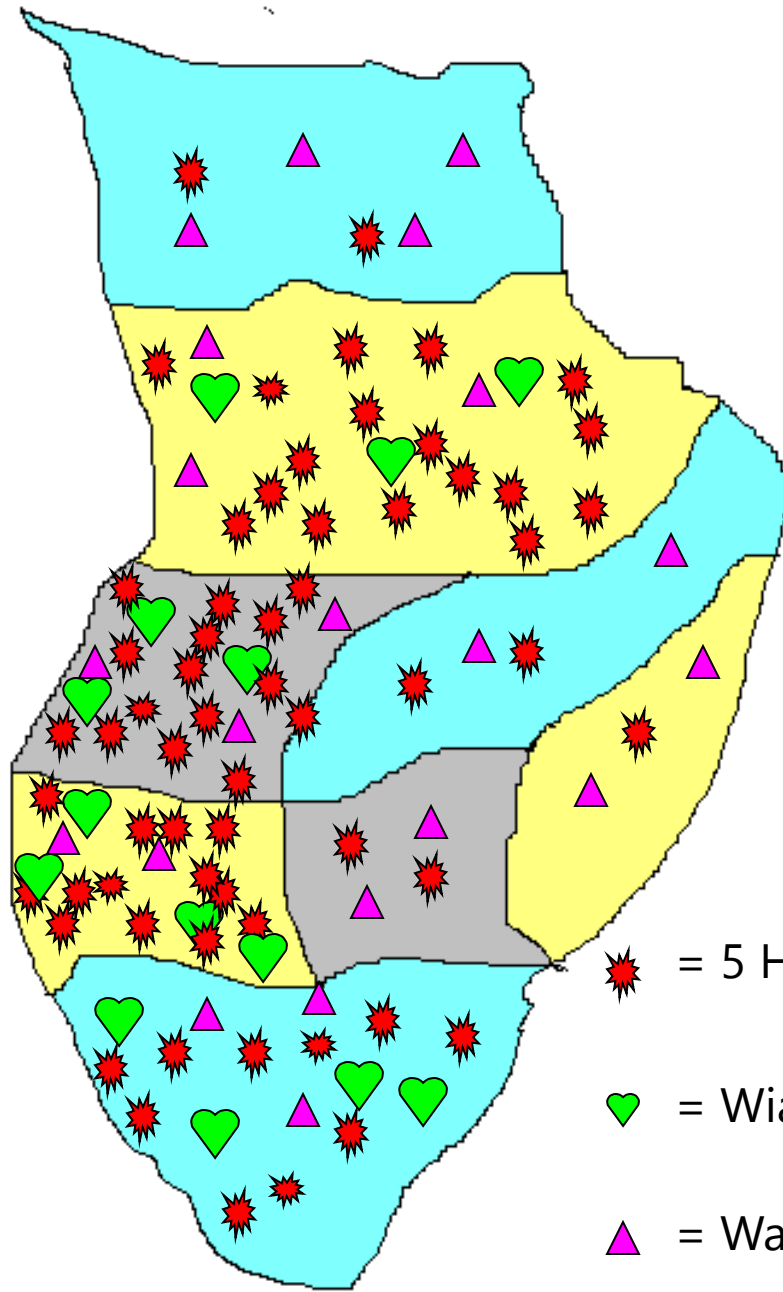 = 5 H
= Wia
= Wa